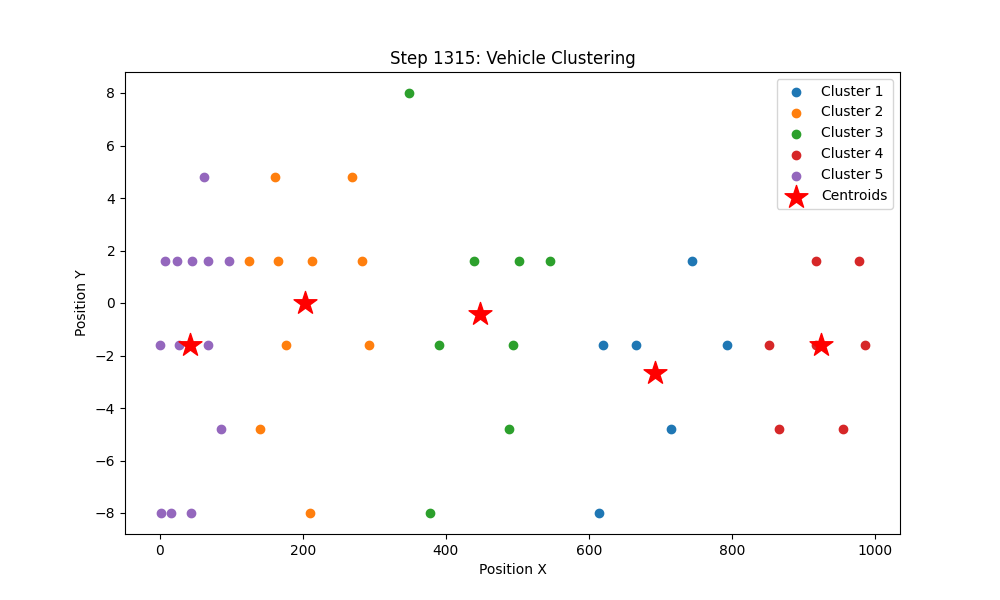 Step 1315: Vehicle Clustering
Position Y
8
6
4
2
0
−2
−4
−6
−8
Cluster 1
Cluster 2
Cluster 3
Cluster 4
Cluster 5
Centroids
0 200 400 600 800 1000
Position X